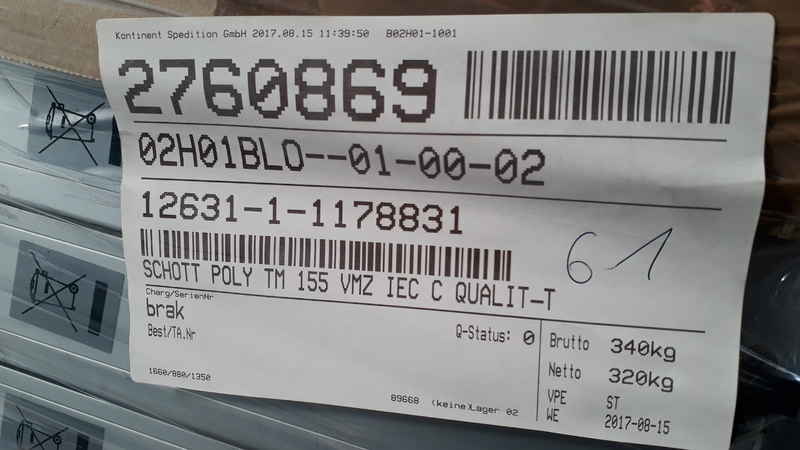 Kontinent Spedition GmbH 2017.08.15 11:39:50 B02H01-1001
2760869
02H01BLO--01-00-02
12631-1-1178831
61
SCHOTT POLY TM 155 VMZ IEC C QUALIT-T
Charg/SerienNr
brak
Best/TA.Nr
Q-Status: 0
1660/880/1350
89668 (keine)Lager 02
Brutto 340kg
Netto 320kg
VPE ST
WE 2017-08-15